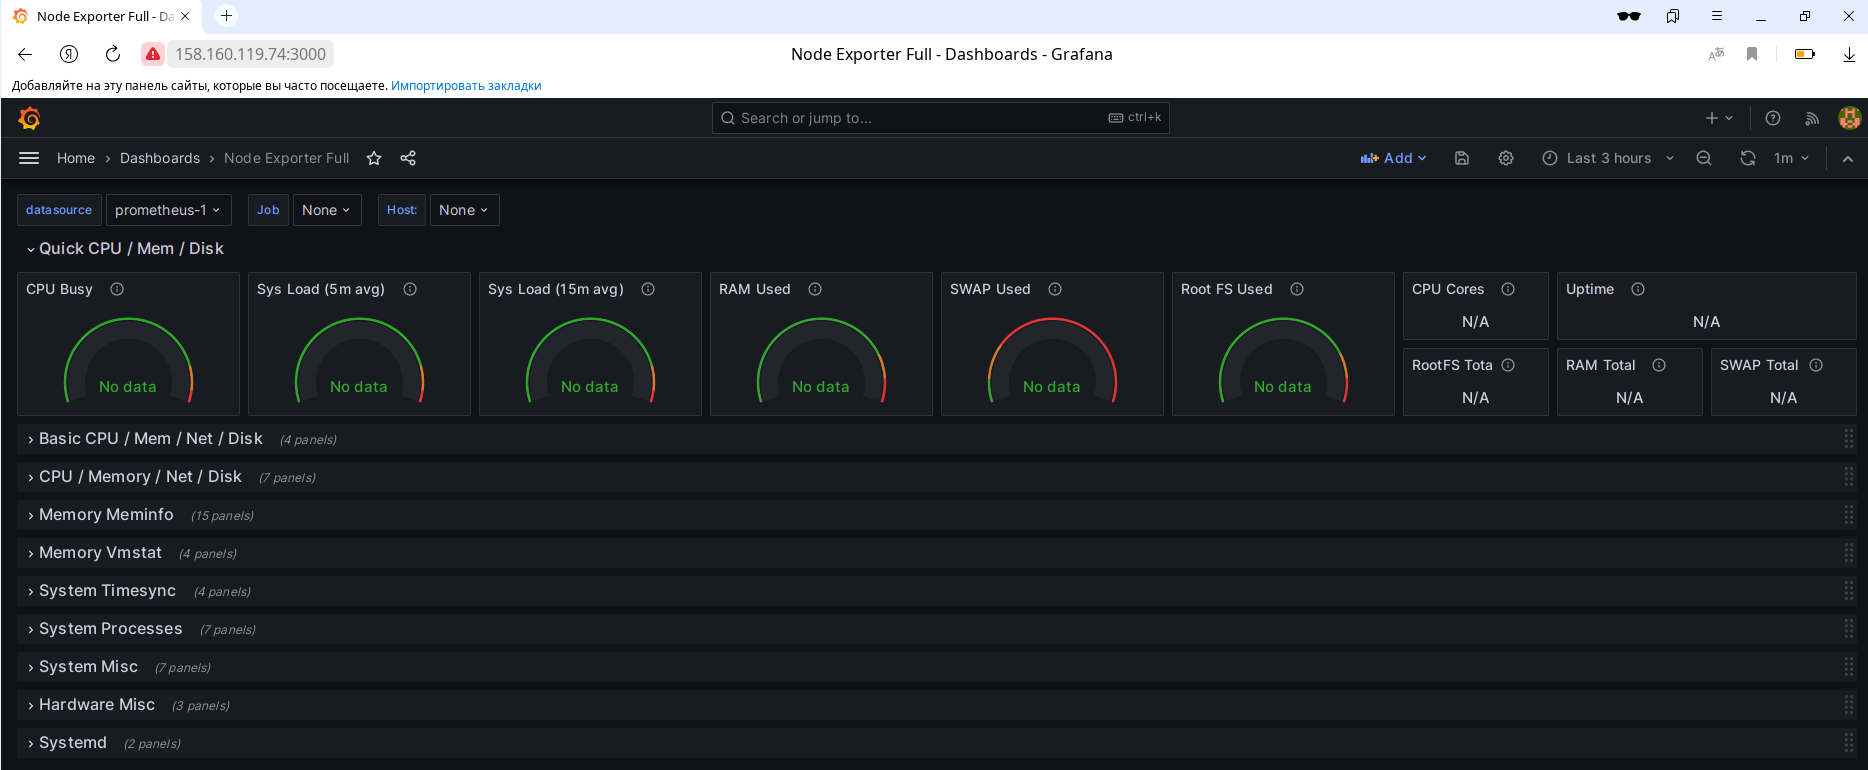 Node Exporter Full - Da
158.160.119.74:3000
Node Exporter Full - Dashboards - Grafana
Добавляйте на эту панель сайты, которые вы часто посещаете. Импортировать закладки
Search or jump to...
ctrl+k
Home › Dashboards › Node Exporter Full
Add
Last 3 hours
1m
datasource
prometheus-1
Job
None
Host:
None
Quick CPU / Mem / Disk
CPU Busy
No data
Sys Load (5m avg)
No data
Sys Load (15m avg)
No data
RAM Used
No data
SWAP Used
No data
Root FS Used
No data
CPU Cores
N/A
Uptime
N/A
RootFS Tota
N/A
RAM Total
N/A
SWAP Total
N/A
Basic CPU / Mem / Net / Disk (4 panels)
CPU / Memory / Net / Disk (7 panels)
Memory Meminfo (15 panels)
Memory Vmstat (4 panels)
System Timesync (4 panels)
System Processes (7 panels)
System Misc (7 panels)
Hardware Misc (3 panels)
Systemd (2 panels)